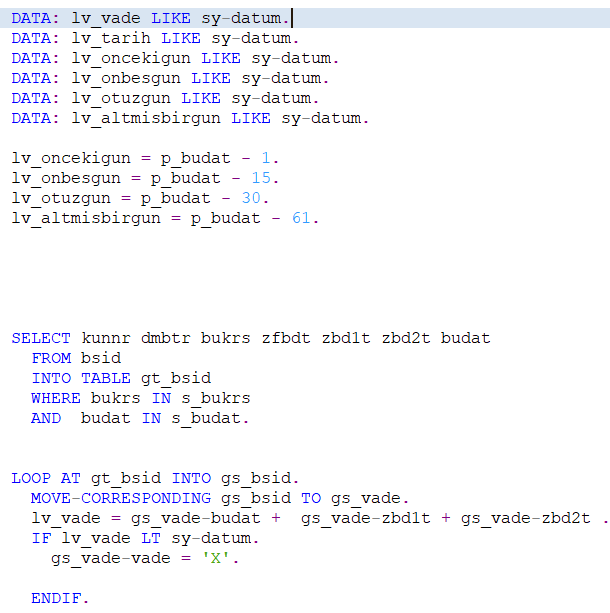 DATA: lv_vade LIKE sy-datum.
DATA: lv_tarih LIKE sy-datum.
DATA: lv_oncekigun LIKE sy-datum.
DATA: lv_onbesgun LIKE sy-datum.
DATA: lv_otuzgun LIKE sy-datum.
DATA: lv_altmisbirgun LIKE sy-datum.
lv_oncekigun = p_budat - 1.
lv_onbesgun = p_budat - 15.
lv_otuzgun = p_budat - 30.
lv_altmisbirgun = p_budat - 61.
SELECT kunnr dmbtr bukrs zfbdt zbd1t zbd2t budat
FROM bsid
INTO TABLE gt_bsid
WHERE bukrs IN s_bukrs
AND  budat IN s_budat.
LOOP AT gt_bsid INTO gs_bsid.
MOVE-CORRESPONDING gs_bsid TO gs_vade.
lv_vade = gs_vade-budat +  gs_vade-zbd1t + gs_vade-zbd2t .
IF lv_vade LT sy-datum.
gs_vade-vade = 'X'.
ENDIF.